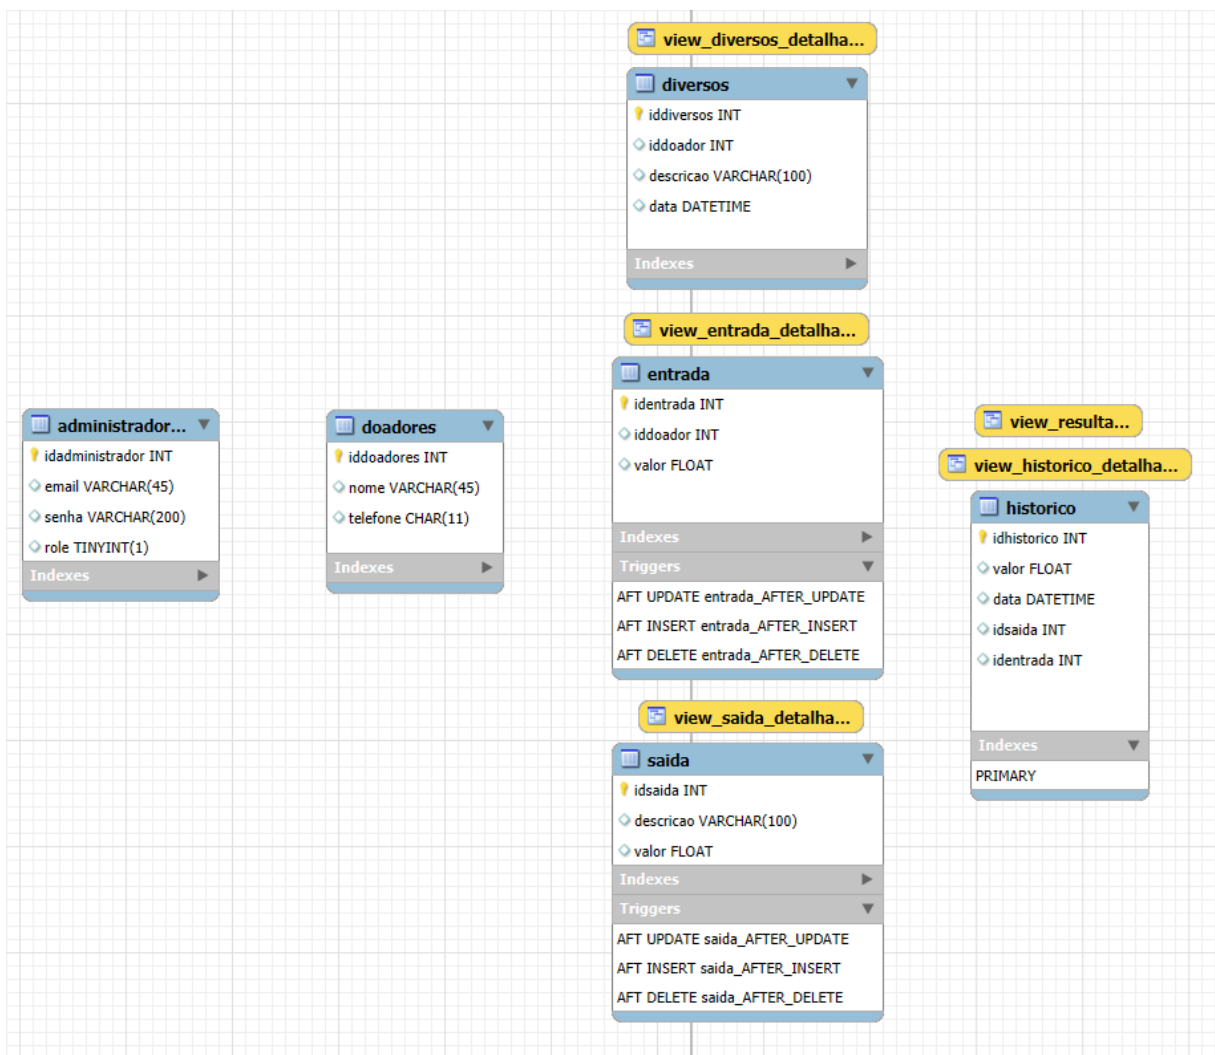 administrador...
idadministrador INT
email VARCHAR(45)
senha VARCHAR(200)
role TINYINT(1)
Indexes
doadores
iddoadores INT
nome VARCHAR(45)
telefone CHAR(11)
Indexes
view_diversos_detalha...
diversos
iddiversos INT
iddoador INT
descricao VARCHAR(100)
data DATETIME
Indexes
view_entrada_detalha...
entrada
identrada INT
iddoador INT
valor FLOAT
Indexes
Triggers
AFT UPDATE entrada_AFTER_UPDATE
AFT INSERT entrada_AFTER_INSERT
AFT DELETE entrada_AFTER_DELETE
view_saida_detalha...
saida
idsaida INT
descricao VARCHAR(100)
valor FLOAT
Indexes
Triggers
AFT UPDATE saida_AFTER_UPDATE
AFT INSERT saida_AFTER_INSERT
AFT DELETE saida_AFTER_DELETE
view_resulta...
view_historico_detalha...
historico
idhistorico INT
valor FLOAT
data DATETIME
idsaida INT
identrada INT
Indexes
PRIMARY